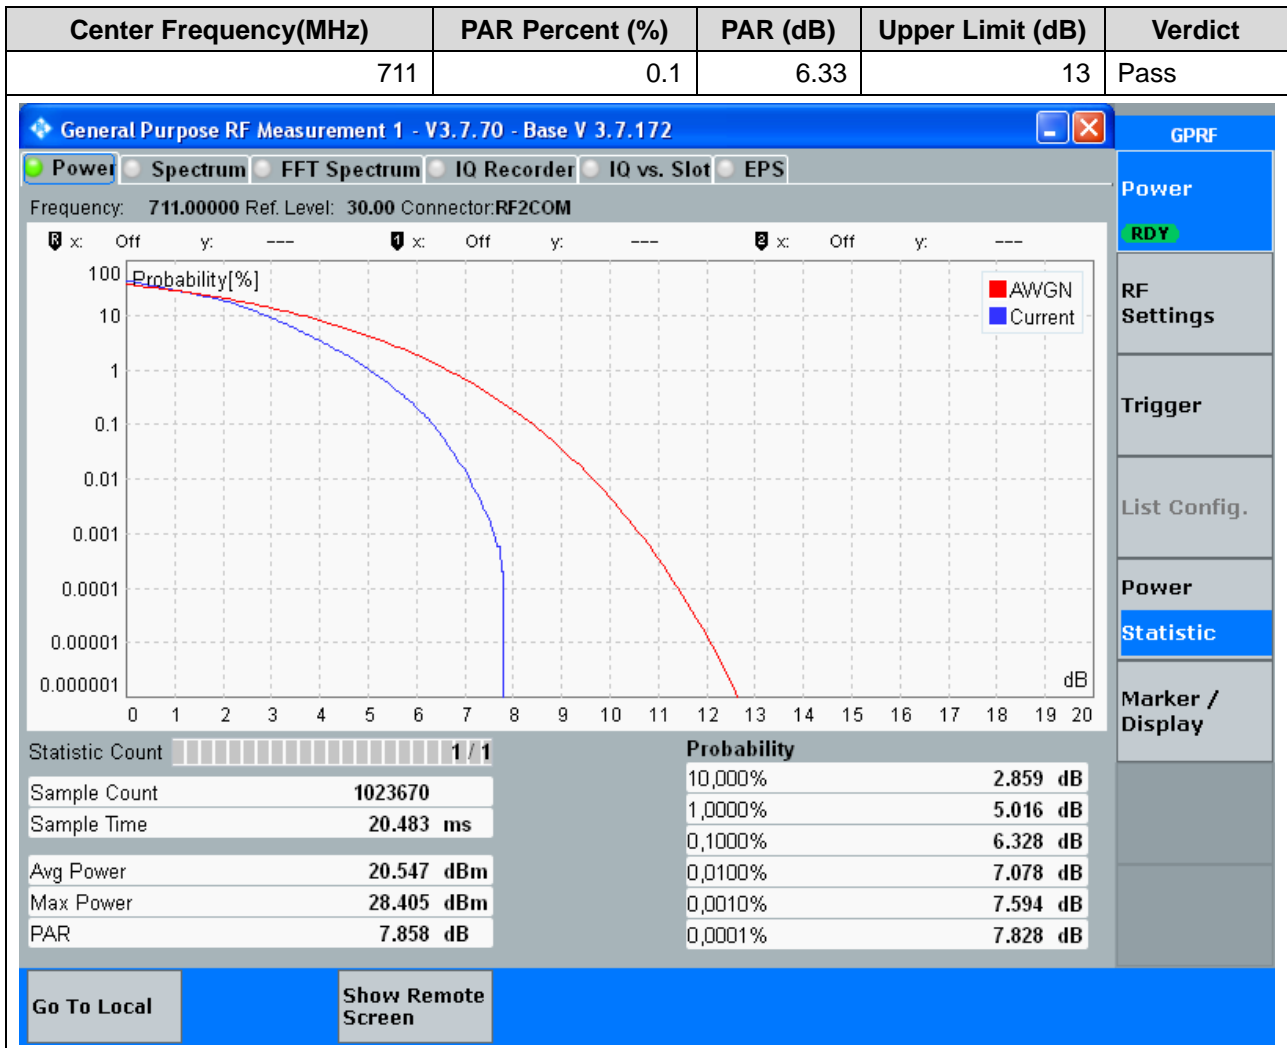 Center Frequency(MHz) PAR Percent (%) PAR (dB) Upper Limit (dB) Verdict
711 0.1 6.33 13 Pass
General Purpose RF Measurement 1 - V3.7.70 - Base V 3.7.172
GPRF
Power Spectrum FFT Spectrum IQ Recorder IQ vs. Slot EPS
Frequency: 711.00000 Ref. Level: 30.00 Connector:RF2COM
R x: Off y: --- 1 x: Off y: --- 2 x: Off y: ---
Probability[%]
AWGN
Current
100
10
1
0.1
0.01
0.001
0.0001
0.00001
0.000001
dB
0 1 2 3 4 5 6 7 8 9 10 11 12 13 14 15 16 17 18 19 20
Statistic Count 1 / 1
Sample Count 1023670
Sample Time 20.483 ms
Avg Power 20.547 dBm
Max Power 28.405 dBm
PAR 7.858 dB
Probability
10,000% 2.859 dB
1,0000% 5.016 dB
0,1000% 6.328 dB
0,0100% 7.078 dB
0,0010% 7.594 dB
0,0001% 7.828 dB
Power
RDY
RF
Settings
Trigger
List Config.
Power
Statistic
Marker /
Display
Go To Local
Show Remote
Screen